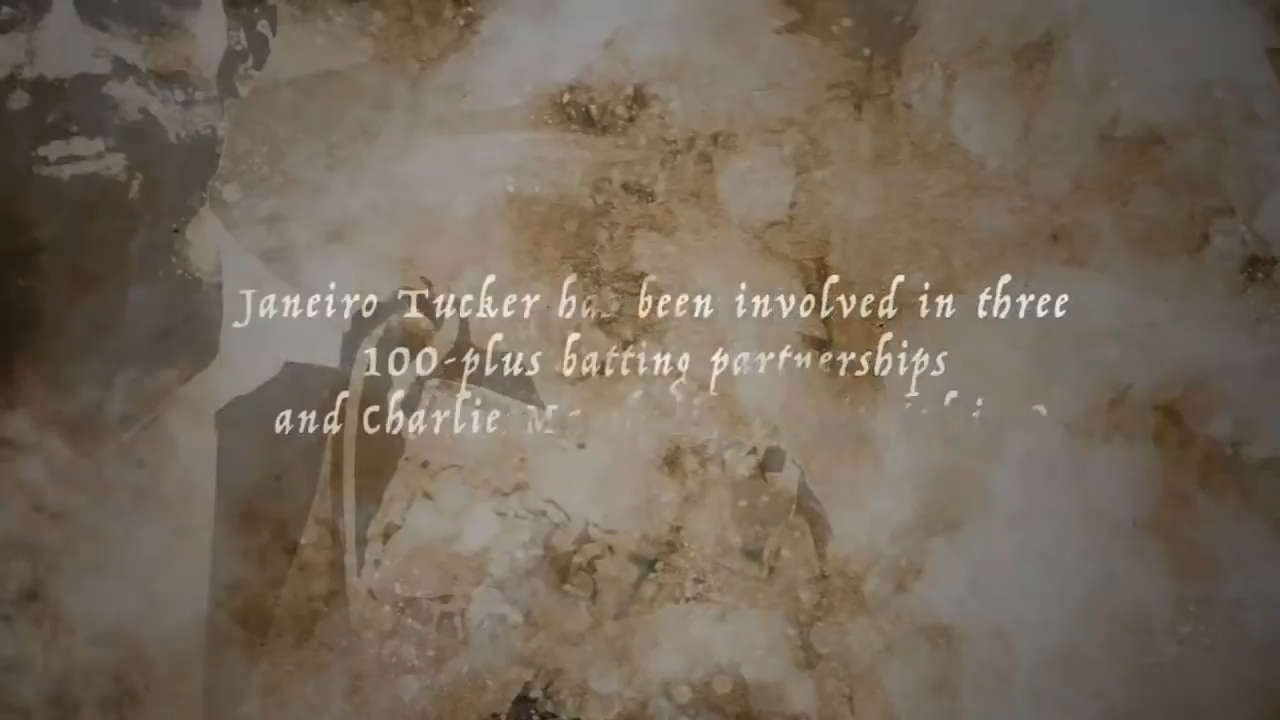 Janeiro Tucker has been involved in three
100-plus batting partnerships
and Charlie